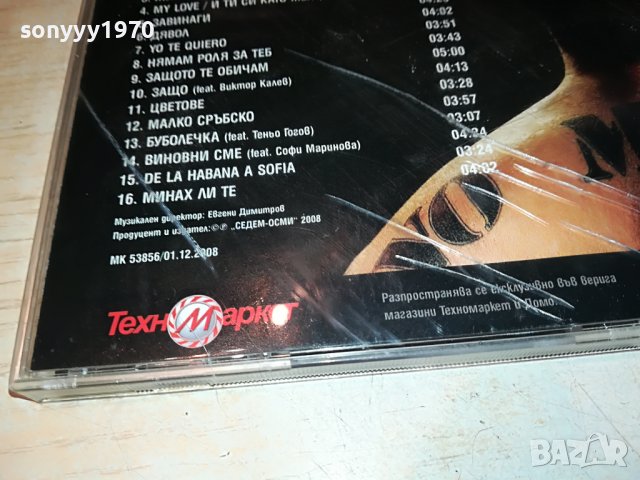 sonyyy1970
4. MY LOVE / И ТИ СИ КАТО
5. ЗАВИНАГИ 04:02
6. ДЯВОЛ 03:51
7. YO TE QUIERO 03:43
8. НЯМАМ РОЛЯ ЗА ТЕБ 05:00
9. ЗАЩОТО ТЕ ОБИЧАМ 04:13
10. ЗАЩО (feat. Виктор Калев) 03:28
11. ЦВЕТОВЕ 03:57
12. МАЛКО СРЪБСКО 03:07
13. БУБОЛЕЧКА (feat. Теньо Гогов) 04:24
14. ВИНОВНИ СМЕ (feat. Софи Маринова) 03:24
15. DE LA HABANA A SOFIA 04:02
16. МИНАХ ЛИ ТЕ
Музикален директор: Евгени Димитров
Продуцент и издател: ©℗ „СЕДЕМ-ОСМИ" 2008
МК 53856/01.12.2008
ТехноМаркет
Разпространява се ексклузивно във верига
магазини Техномаркет и Домо.
BAZAR